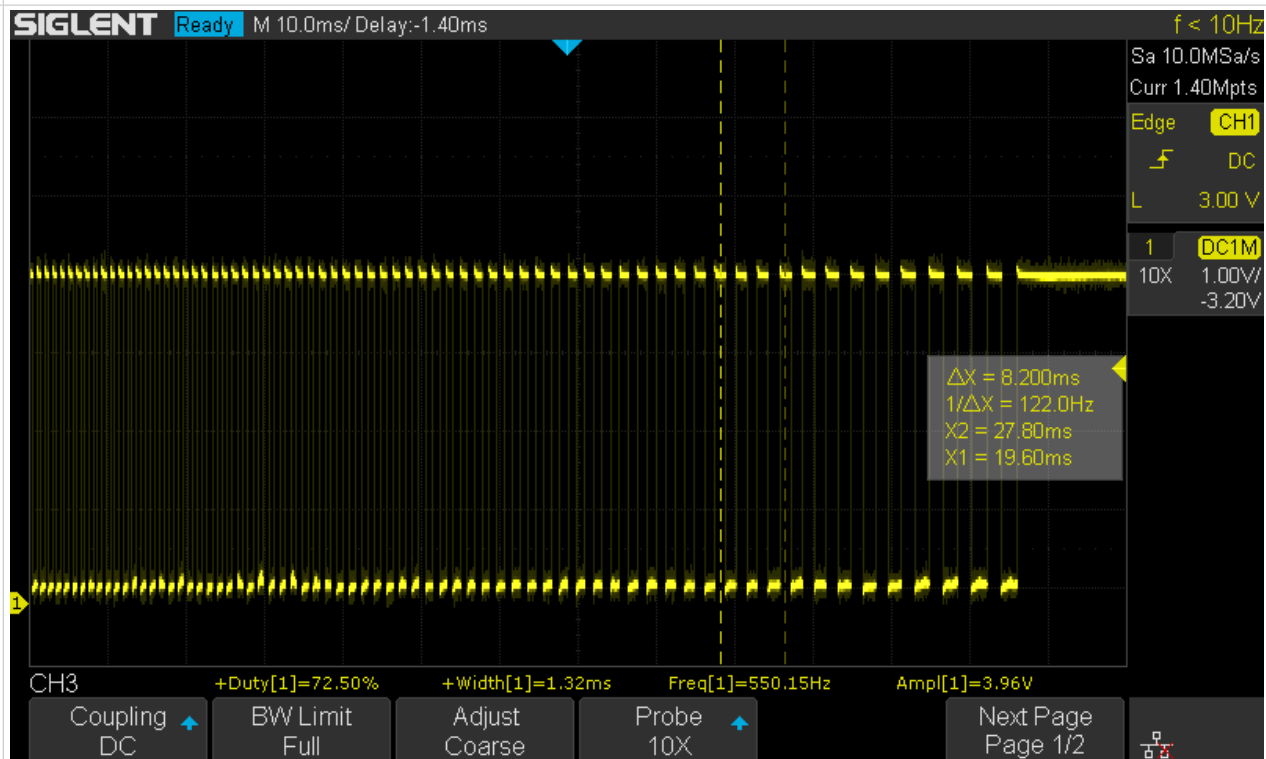 SIGLENT Ready M 10.0ms/ Delay:-1.40ms f < 10Hz
Sa 10.0MSa/s
Curr 1.40Mpts
Edge CH1
DC
L 3.00 V
1 DC1M
10X 1.00V/
-3.20V
ΔX = 8.200ms
1/ΔX = 122.0Hz
X2 = 27.80ms
X1 = 19.60ms
1
CH3 +Duty[1]=72.50% +Width[1]=1.32ms Freq[1]=550.15Hz Ampl[1]=3.96V
Coupling BW Limit Adjust Probe Next Page
DC Full Coarse 10X Page 1/2